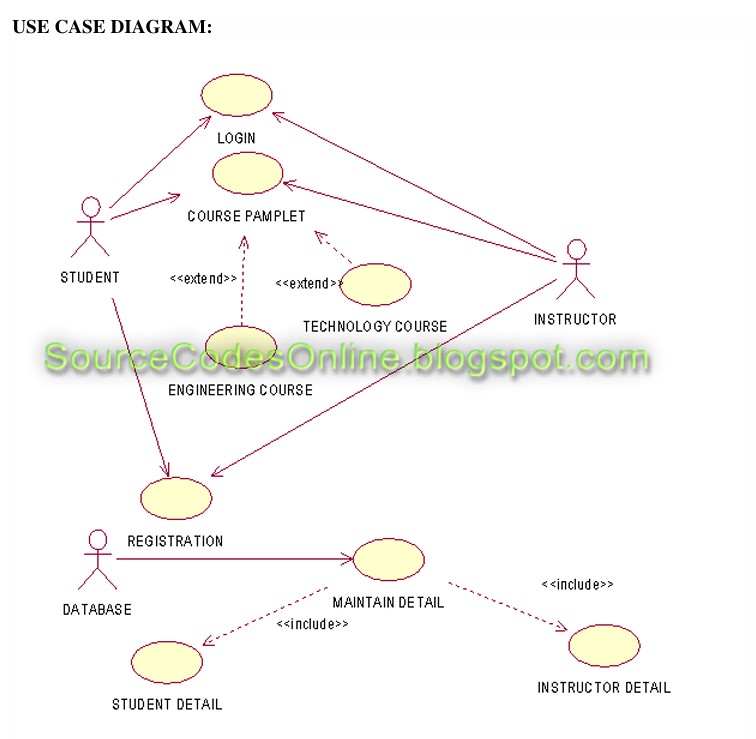 USE CASE DIAGRAM:
LOGIN
COURSE PAMPLET
STUDENT
<<extend>>
<<extend>>
TECHNOLOGY COURSE
INSTRUCTOR
SourceCodesOnline.blogspot.com
ENGINEERING COURSE
REGISTRATION
DATABASE
MAINTAIN DETAIL
<<include>>
<<include>>
STUDENT DETAIL
INSTRUCTOR DETAIL